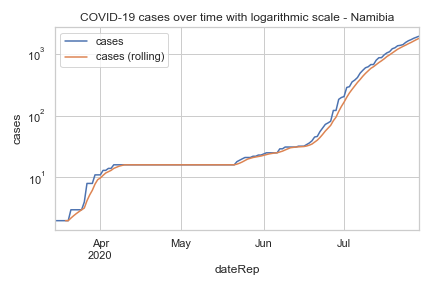 COVID-19 cases over time with logarithmic scale - Namibia
cases
cases (rolling)
10³
10²
10¹
cases
Apr
2020
May
Jun
Jul
dateRep